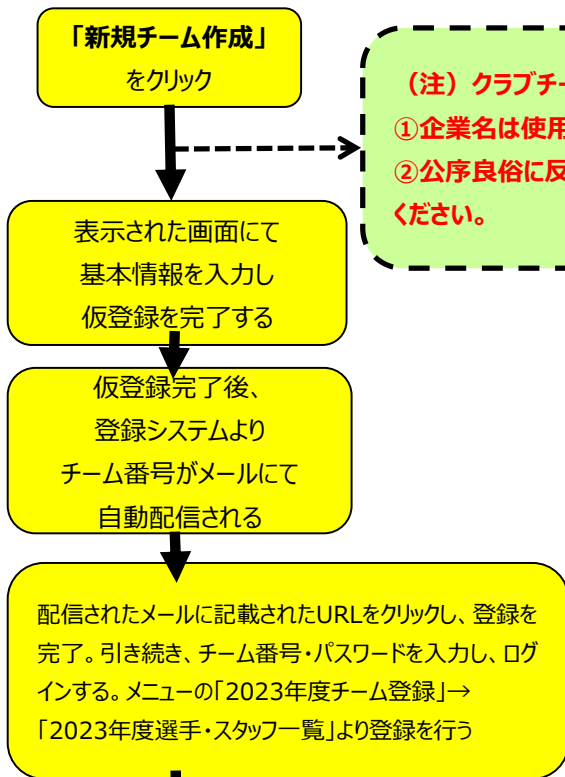 「新規チーム作成」
をクリック
（注）クラブチー
①企業名は使用
②公序良俗に反
ください。
表示された画面にて
基本情報を入力し
仮登録を完了する
仮登録完了後、
登録システムより
チーム番号がメールにて
自動配信される
配信されたメールに記載されたURLをクリックし、登録を
完了。引き続き、チーム番号・パスワードを入力し、ログ
インする。メニューの「2023年度チーム登録」→
「2023年度選手・スタッフ一覧」より登録を行う